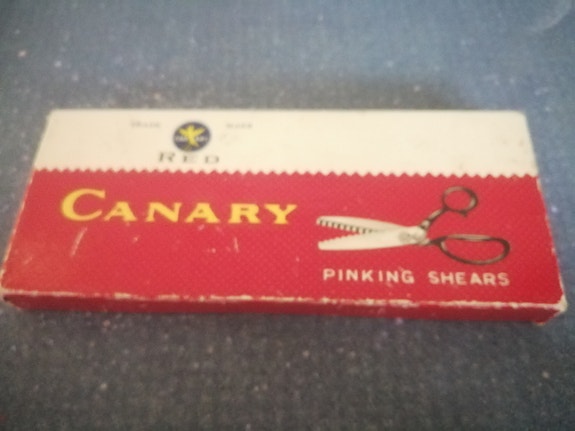 TRADE MARK
RED
CANARY
PINKING SHEARS